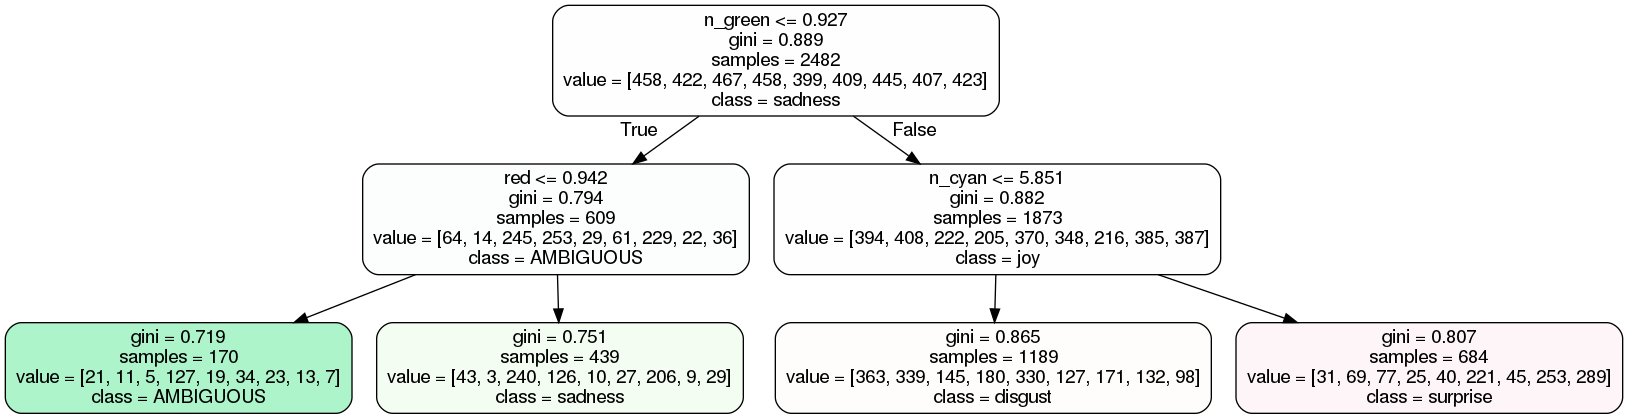 n_green <= 0.927
gini = 0.889
samples = 2482
value = [458, 422, 467, 458, 399, 409, 445, 407, 423]
class = sadness
True
False
red <= 0.942
gini = 0.794
samples = 609
value = [64, 14, 245, 253, 29, 61, 229, 22, 36]
class = AMBIGUOUS
n_cyan <= 5.851
gini = 0.882
samples = 1873
value = [394, 408, 222, 205, 370, 348, 216, 385, 387]
class = joy
gini = 0.719
samples = 170
value = [21, 11, 5, 127, 19, 34, 23, 13, 7]
class = AMBIGUOUS
gini = 0.751
samples = 439
value = [43, 3, 240, 126, 10, 27, 206, 9, 29]
class = sadness
gini = 0.865
samples = 1189
value = [363, 339, 145, 180, 330, 127, 171, 132, 98]
class = disgust
gini = 0.807
samples = 684
value = [31, 69, 77, 25, 40, 221, 45, 253, 289]
class = surprise